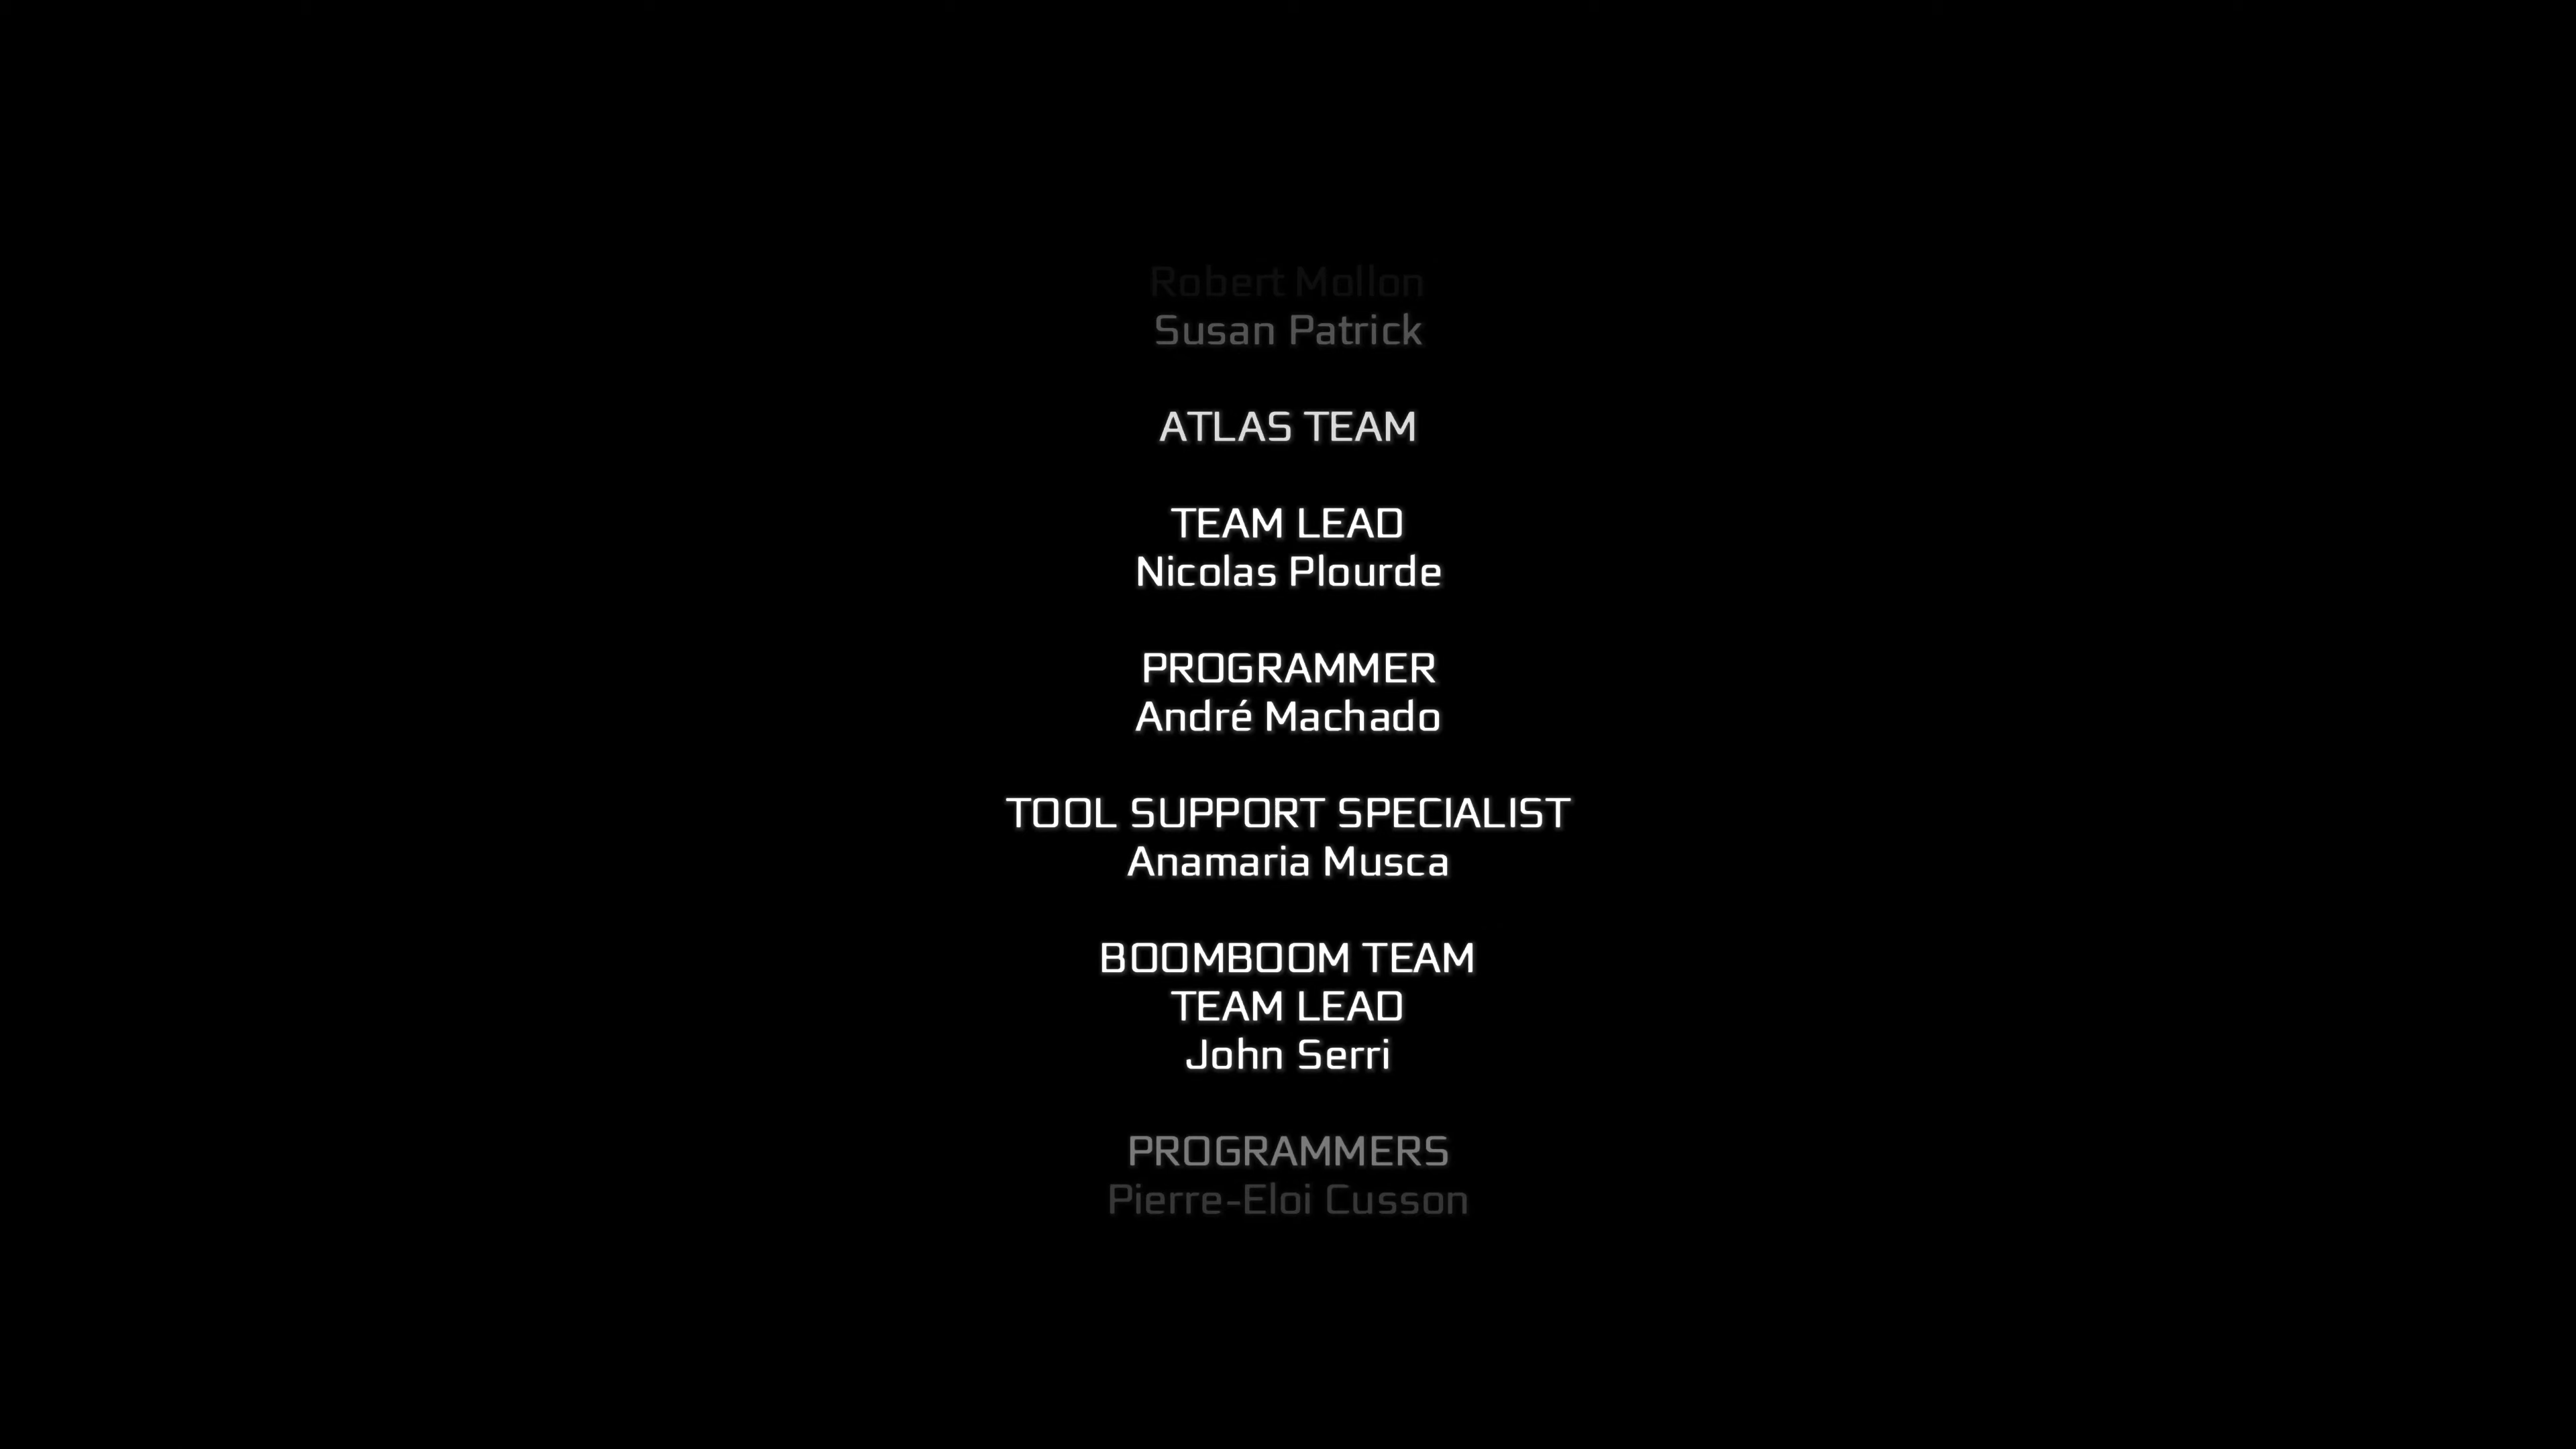 Robert Mollon
Susan Patrick
ATLAS TEAM
TEAM LEAD
Nicolas Plourde
PROGRAMMER
André Machado
TOOL SUPPORT SPECIALIST
Anamaria Musca
BOOMBOOM TEAM
TEAM LEAD
John Serri
PROGRAMMERS
Pierre-Eloi Cusson